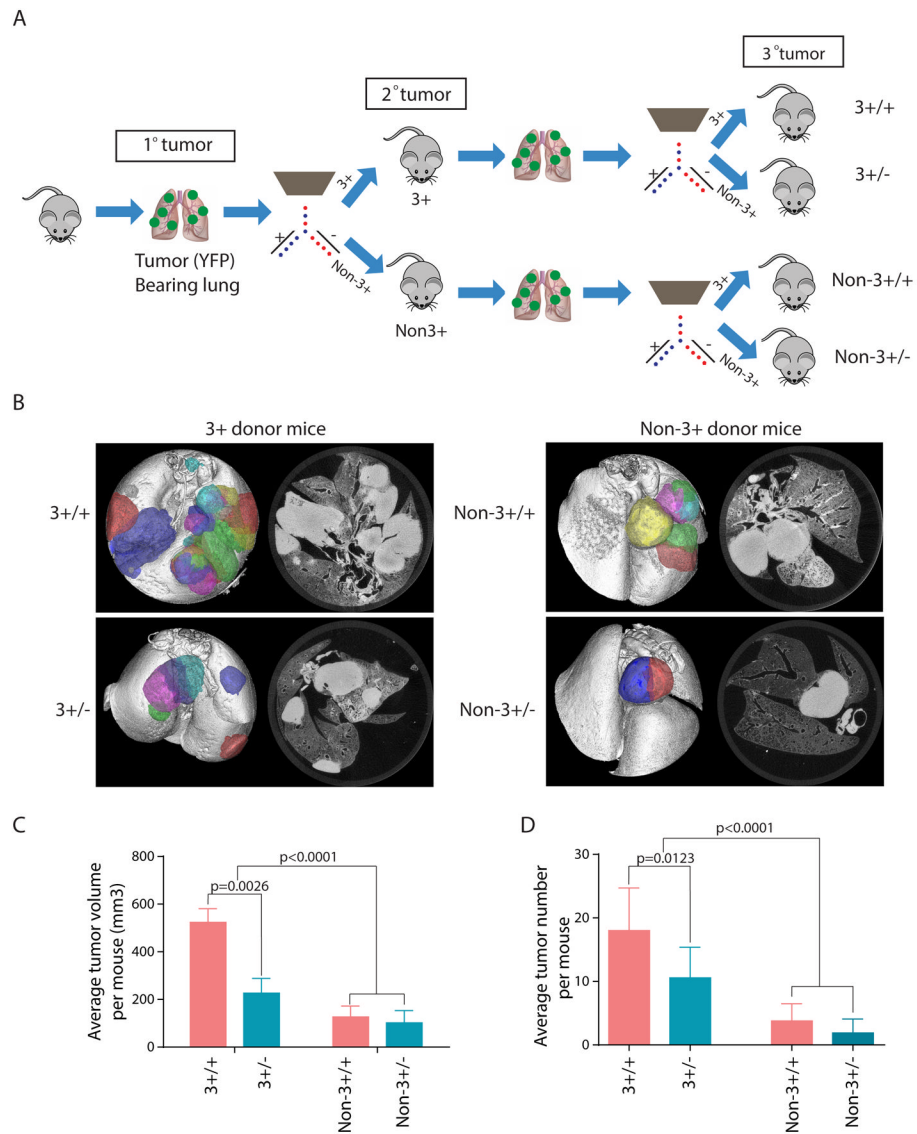 A
1° tumor
2° tumor
3° tumor
Tumor (YFP)
Bearing lung
+
-
3+
Non-3+
3+
Non3+
+
-
3+
Non-3+
3+/+
3+/-
+
-
3+
Non-3+
Non-3+/+
Non-3+/-
B
3+ donor mice
Non-3+ donor mice
3+/+
Non-3+/+
3+/-
Non-3+/-
C
Average tumor volume
per mouse (mm3)
800
600
400
200
0
p<0.0001
p=0.0026
3+/+
3+/-
Non-3+/+
Non-3+/-
D
Average tumor number
per mouse
30
20
10
0
p<0.0001
p=0.0123
3+/+
3+/-
Non-3+/+
Non-3+/-